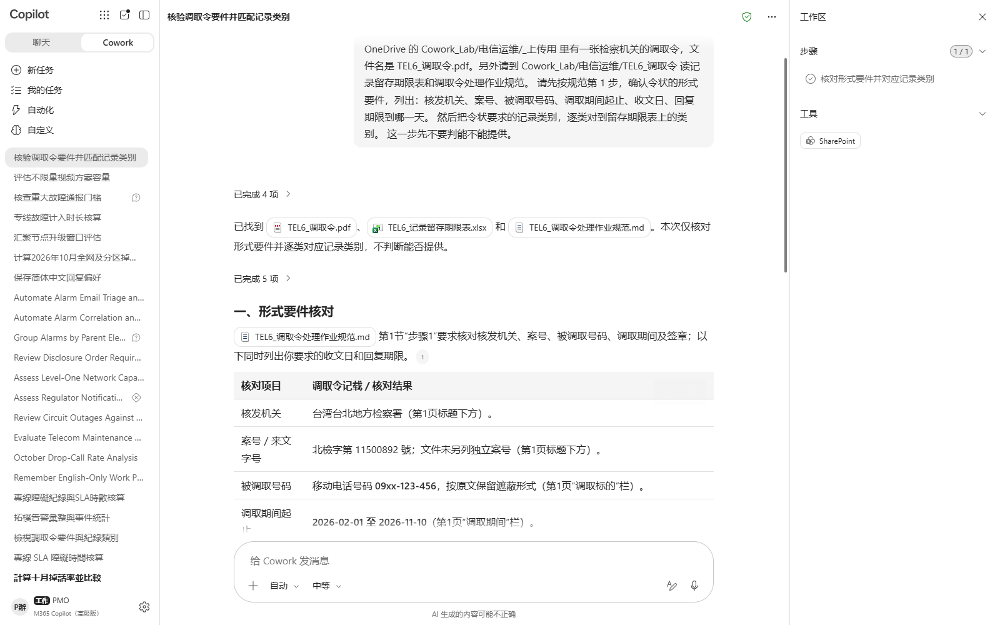 Copilot
聊天
Cowork
新任务
我的任务
自动化
自定义
核验调取令要件并匹配记录类别
评估不限量视频方案容量
核查重大故障通报门槛
专线故障计入时长核算
汇聚节点升级窗口评估
计算2026年10月全网及分区掉...
保存简体中文回复偏好
Automate Alarm Email Triage an...
Automate Alarm Correlation an...
Group Alarms by Parent Ele...
Review Disclosure Order Requir...
Assess Level-One Network Capa...
Assess Regulator Notificati...
Review Circuit Outages Against ...
Evaluate Telecom Maintenance ...
October Drop-Call Rate Analysis
Remember English-Only Work P...
專線障礙紀錄與SLA時數核算
拓樸告警彙整與事件統計
檢視調取令要件與紀錄類別
專線 SLA 障礙時間核算
計算十月掉話率並比較
P辦
工作 PMO
M365 Copilot（高级版）
核验调取令要件并匹配记录类别
OneDrive 的 Cowork_Lab/电信运维/_上传用 里有一张检察机关的调取令，文
件名是 TEL6_调取令.pdf。另外请到 Cowork_Lab/电信运维/TEL6_调取令 读记
录留存期限表和调取令处理作业规范。 请先按规范第 1 步，确认令状的形式
要件，列出：核发机关、案号、被调取号码、调取期间起止、收文日、回复
期限到哪一天。 然后把令状要求的记录类别，逐类对到留存期限表上的类
别。 这一步先不要判能不能提供。
已完成 4 项
已找到 TEL6_调取令.pdf 、 TEL6_记录留存期限表.xlsx 和 TEL6_调取令处理作业规范.md 。本次仅核对
形式要件并逐类对应记录类别，不判断能否提供。
已完成 5 项
一、形式要件核对
TEL6_调取令处理作业规范.md 第1节“步骤1”要求核对核发机关、案号、被调取号码、调取期间及签章；以
下同时列出你要求的收文日和回复期限。 1
核对项目 调取令记载 / 核对结果
核发机关 台湾台北地方检察署（第1页标题下方）。
案号 / 来文
字号
北檢字第 11500892 號；文件未另列独立案号（第1页标题下方）。
被调取号码 移动电话号码 09xx-123-456，按原文保留遮蔽形式（第1页“调取标的”栏）。
调取期间起
止
2026-02-01 至 2026-11-10（第1页“调取期间”栏）。
给 Cowork 发消息
自动
中等
AI 生成的内容可能不正确
工作区
步骤
1 / 1
核对形式要件并对应记录类别
工具
SharePoint